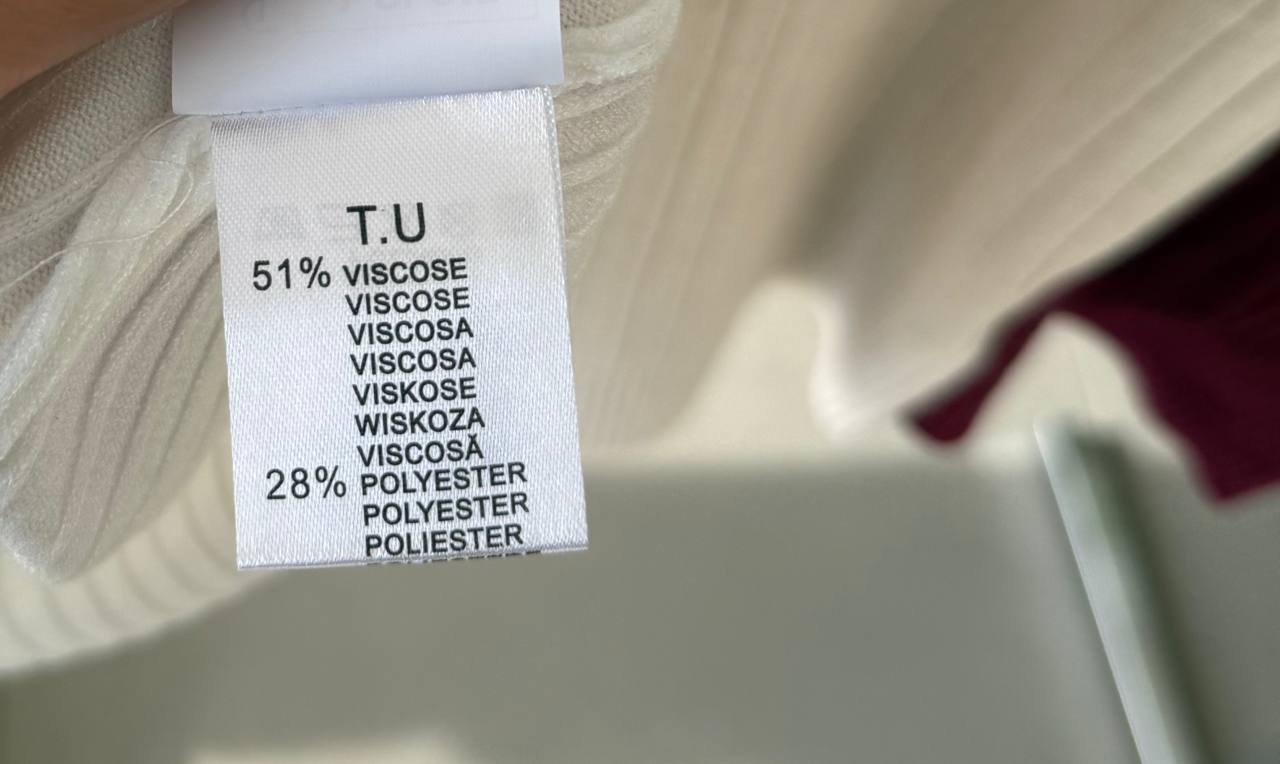 T.U
51% VISCOSE
VISCOSE
VISCOSA
VISCOSA
VISKOSE
WISKOZA
VISCOSĂ
28% POLYESTER
POLYESTER
POLIESTER